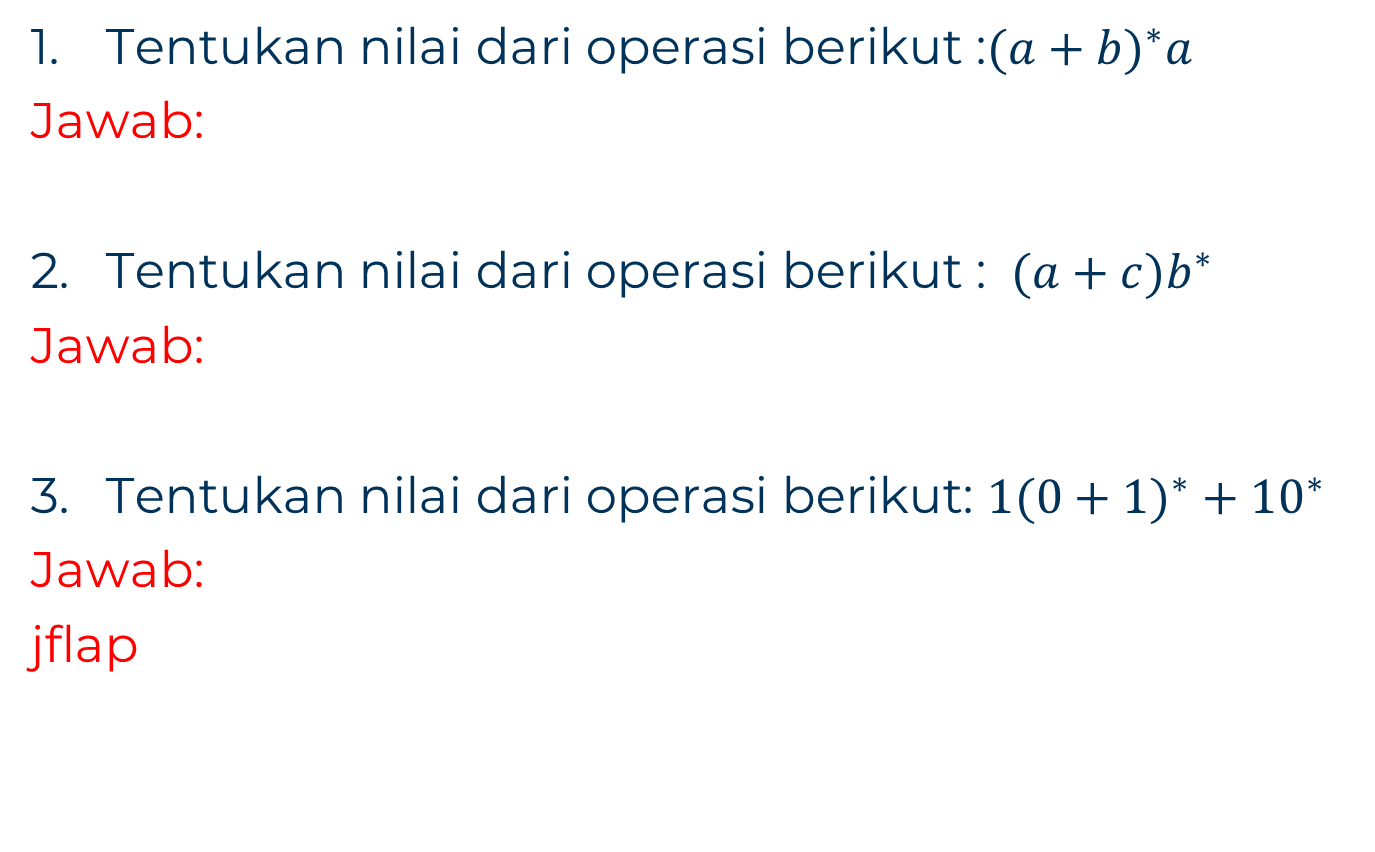 1. Tentukan nilai dari operasi berikut :(a + b)*a
Jawab:
2. Tentukan nilai dari operasi berikut : (a + c)b*
Jawab:
3. Tentukan nilai dari operasi berikut: 1(0 + 1)* + 10*
Jawab:
jflap